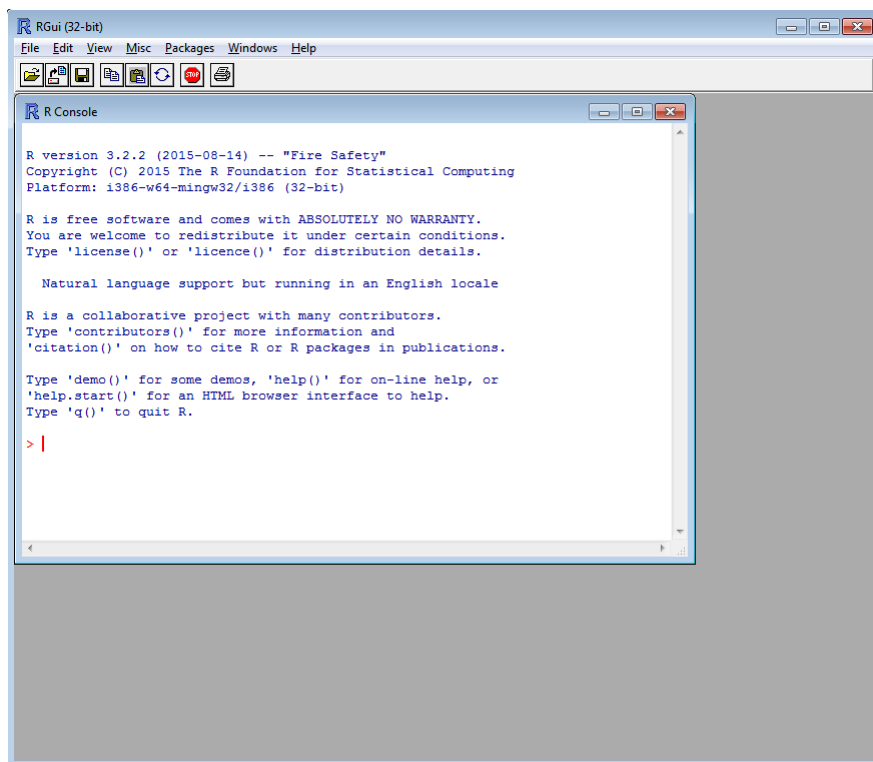 RGui (32-bit)
File Edit View Misc Packages Windows Help
STOP
R Console
R version 3.2.2 (2015-08-14) -- "Fire Safety"
Copyright (C) 2015 The R Foundation for Statistical Computing
Platform: i386-w64-mingw32/i386 (32-bit)
R is free software and comes with ABSOLUTELY NO WARRANTY.
You are welcome to redistribute it under certain conditions.
Type 'license()' or 'licence()' for distribution details.
Natural language support but running in an English locale
R is a collaborative project with many contributors.
Type 'contributors()' for more information and
'citation()' on how to cite R or R packages in publications.
Type 'demo()' for some demos, 'help()' for on-line help, or
'help.start()' for an HTML browser interface to help.
Type 'q()' to quit R.
>